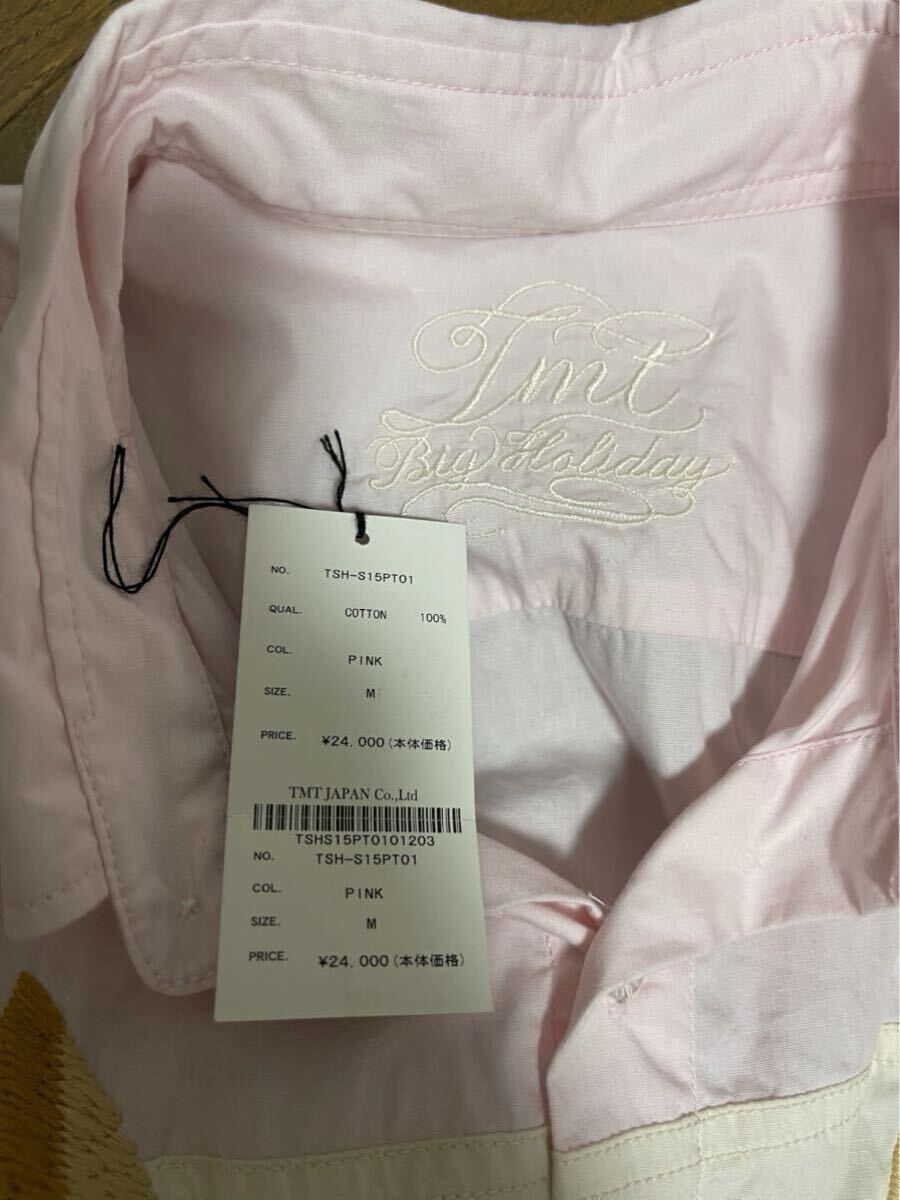 Tmt
Big Holiday
NO. TSH-S15PT01
QUAL. COTTON 100%
COL. PINK
SIZE. M
PRICE. ¥24,000(本体価格)
TMT JAPAN Co.,Ltd
TSHS15PT0101203
NO. TSH-S15PT01
COL. PINK
SIZE. M
PRICE. ¥24,000(本体価格)